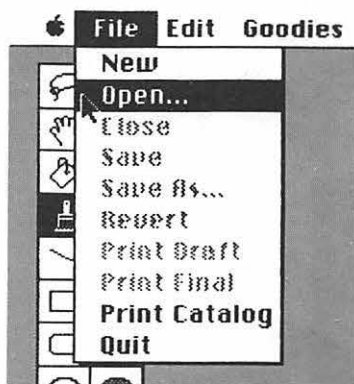 File Edit Goodies
New
Open...
Close
Save
Save As...
Revert
Print Draft
Print Final
Print Catalog
Quit